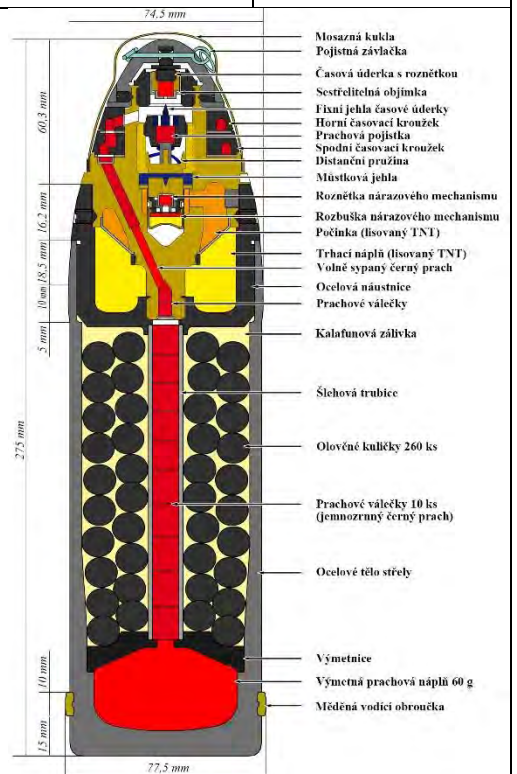 74,5 mm
Mosazná kukla
Pojistná závlačka
Časová úderka s roznětkou
Sestřelitelná objímka
Fixní jehla časové úderky
Horní časovací kroužek
Prachová pojistka
Spodní časovací kroužek
Distanční pružina
Můstková jehla
Roznětka nárazového mechanismu
Rozbuška nárazového mechanismu
Počinka (lisovaný TNT)
Trhací náplň (lisovaný TNT)
Volně sypaný černý prach
Ocelová náustnice
Prachové válečky
Kalafunová zálivka
Šlehová trubice
Olověné kuličky 260 ks
Prachové válečky 10 ks
(jemnozrnný černý prach)
Ocelové tělo střely
Výmetnice
Výmetná prachová náplň 60 g
Měděná vodící obroučka
60,3 mm
16,2 mm
18,5 mm
10 mm
5 mm
275 mm
10 mm
15 mm
77,5 mm